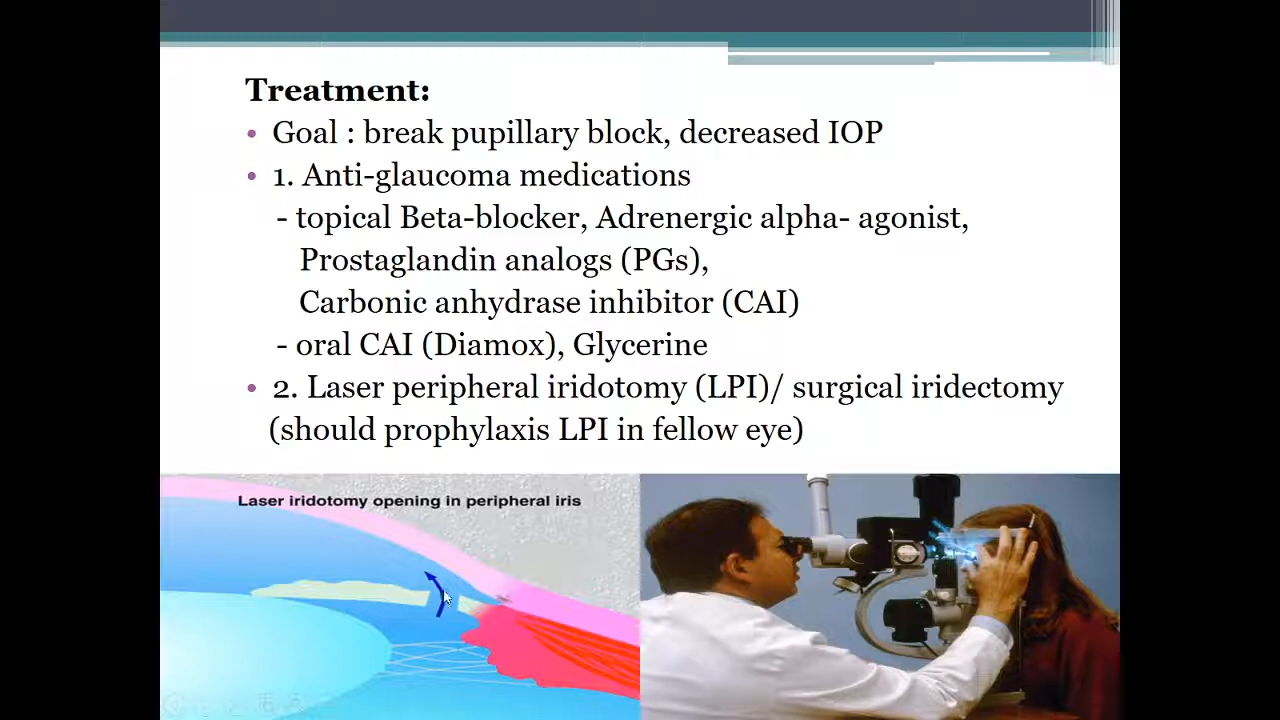 Treatment:
• Goal : break pupillary block, decreased IOP
• 1. Anti-glaucoma medications
- topical Beta-blocker, Adrenergic alpha- agonist,
Prostaglandin analogs (PGs),
Carbonic anhydrase inhibitor (CAI)
- oral CAI (Diamox), Glycerine
• 2. Laser peripheral iridotomy (LPI)/ surgical iridectomy
(should prophylaxis LPI in fellow eye)
Laser iridotomy opening in peripheral iris